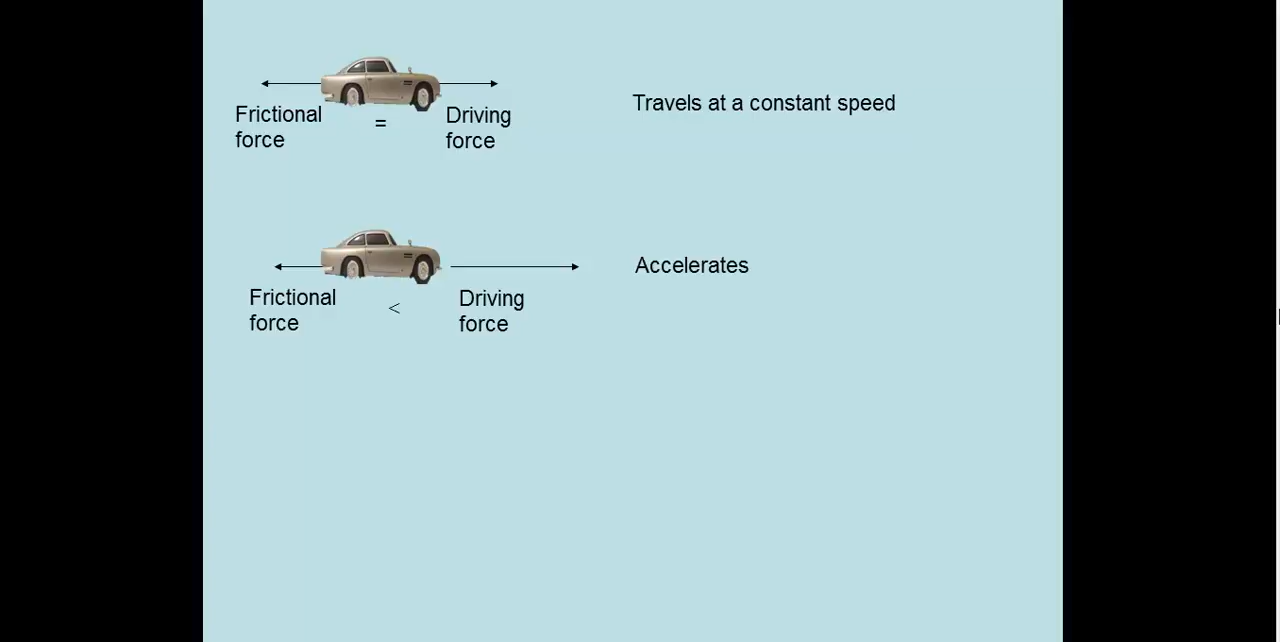 Frictional
force
=
Driving
force
Travels at a constant speed
Frictional
force
<
Driving
force
Accelerates